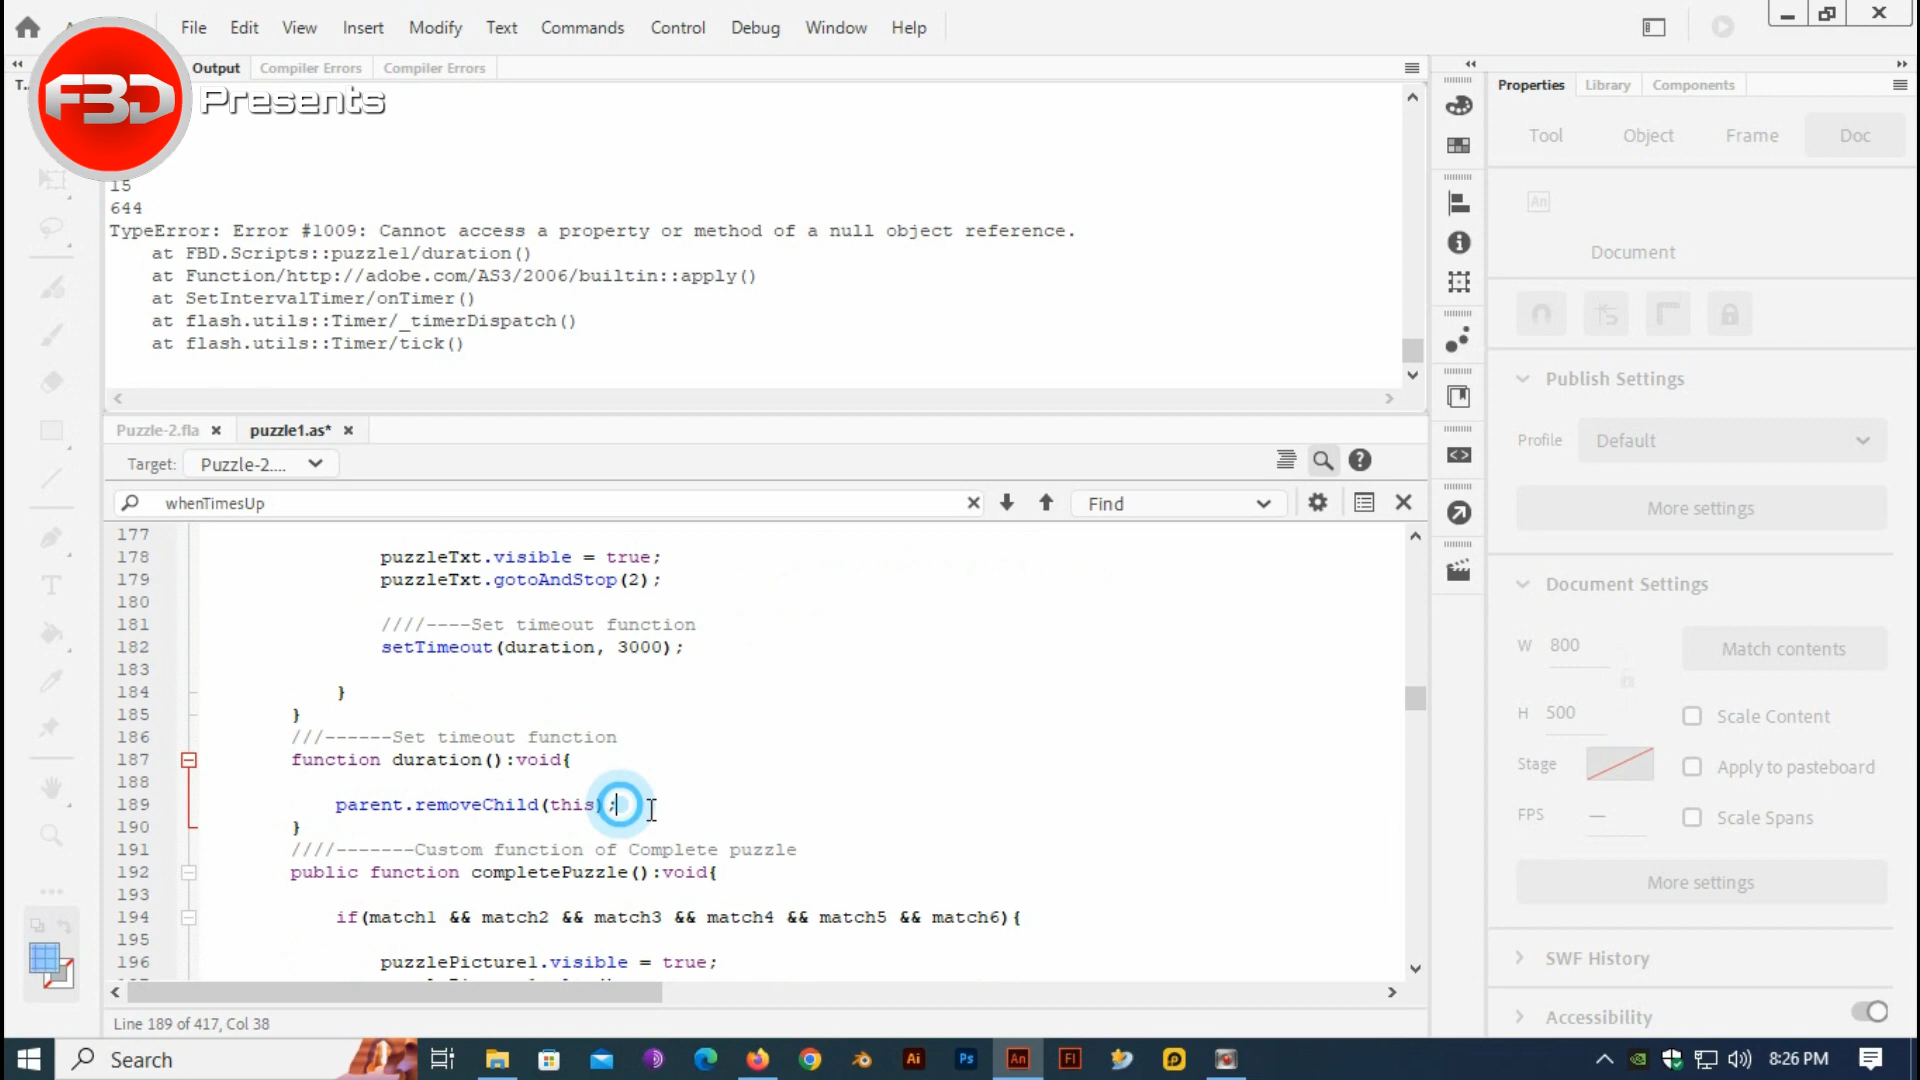 File Edit View Insert Modify Text Commands Control Debug Window Help
FBD Presents
T...
Output Compiler Errors Compiler Errors
15
644
TypeError: Error #1009: Cannot access a property or method of a null object reference.
at FBD.Scripts::puzzle1/duration()
at Function/http://adobe.com/AS3/2006/builtin::apply()
at SetIntervalTimer/onTimer()
at flash.utils::Timer/_timerDispatch()
at flash.utils::Timer/tick()
Puzzle-2.fla puzzle1.as*
Target: Puzzle-2....
whenTimesUp Find
177
178 puzzleTxt.visible = true;
179 puzzleTxt.gotoAndStop(2);
180
181 ////----Set timeout function
182 setTimeout(duration, 3000);
183
184 }
185 }
186 ///------Set timeout function
187 function duration():void{
188
189 parent.removeChild(this);
190 }
191 ////-------Custom function of Complete puzzle
192 public function completePuzzle():void{
193
194 if(match1 && match2 && match3 && match4 && match5 && match6){
195
196 puzzlePicture1.visible = true;
Line 189 of 417, Col 38
Properties Library Components
Tool Object Frame Doc
An
Document
Publish Settings
Profile Default
More settings
Document Settings
W 800 Match contents
H 500 Scale Content
Stage Apply to pasteboard
FPS — Scale Spans
More settings
SWF History
Accessibility
Search
Ai Ps An Fl
8:26 PM